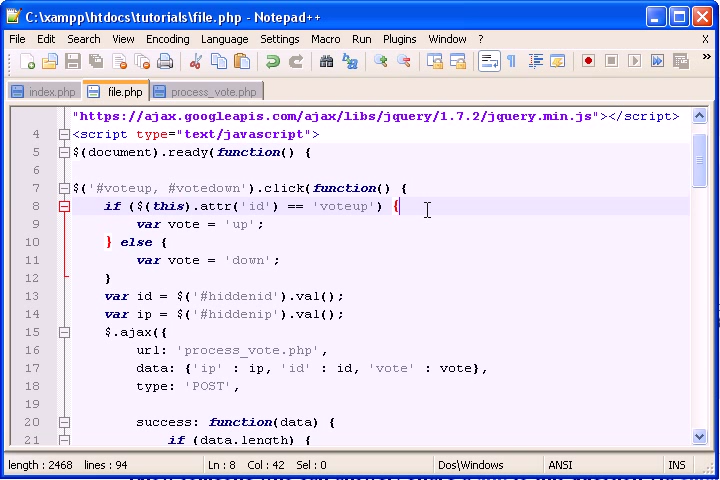 C:\xampp\htdocs\tutorials\file.php - Notepad++
File Edit Search View Encoding Language Settings Macro Run Plugins Window ? X
index.php file.php process_vote.php
"https://ajax.googleapis.com/ajax/libs/jquery/1.7.2/jquery.min.js"></script>
4 <script type="text/javascript">
5 $(document).ready(function() {
6
7 $('#voteup, #votedown').click(function() {
8 if ($(this).attr('id') == 'voteup') {
9 var vote = 'up';
10 } else {
11 var vote = 'down';
12 }
13 var id = $('#hiddenid').val();
14 var ip = $('#hiddenip').val();
15 $.ajax({
16 url: 'process_vote.php',
17 data: {'ip' : ip, 'id' : id, 'vote' : vote},
18 type: 'POST',
19
20 success: function(data) {
21 if (data.length) {
length : 2468 lines : 94 Ln : 8 Col : 42 Sel : 0 Dos\Windows ANSI INS